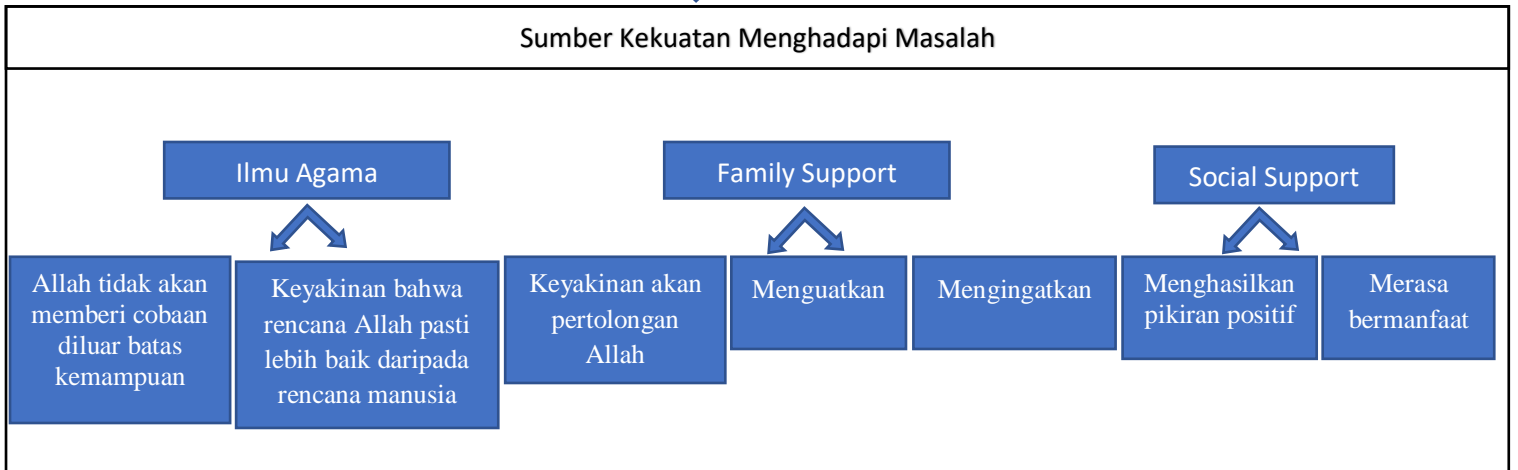 Sumber Kekuatan Menghadapi Masalah
Ilmu Agama
Family Support
Social Support
Allah tidak akan
memberi cobaan
diluar batas
kemampuan
Keyakinan bahwa
rencana Allah pasti
lebih baik daripada
rencana manusia
Keyakinan akan
pertolongan
Allah
Menguatkan
Mengingatkan
Menghasilkan
pikiran positif
Merasa
bermanfaat